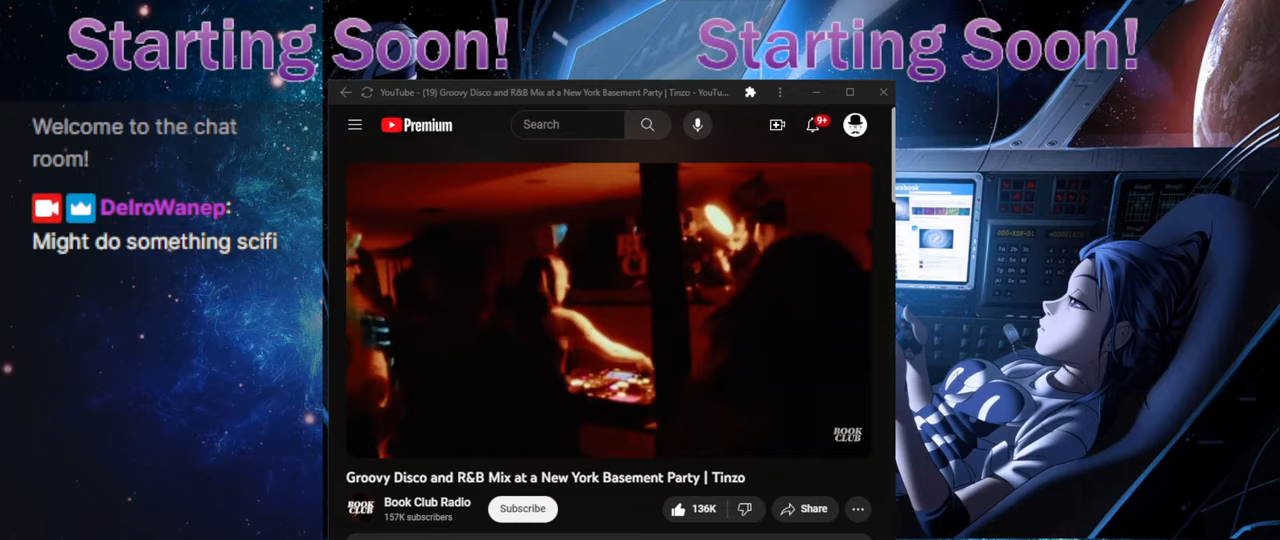 Starting Soon!
Starting Soon!
Welcome to the chat
room!
DelroWanep:
Might do something scifi
YouTube - (19) Groovy Disco and R&B Mix at a New York Basement Party | Tinzo - YouTu...
Premium
Search
9+
BOOK
CLUB
Groovy Disco and R&B Mix at a New York Basement Party | Tinzo
BOOK
CLUB
Book Club Radio
157K subscribers
Subscribe
136K
Share